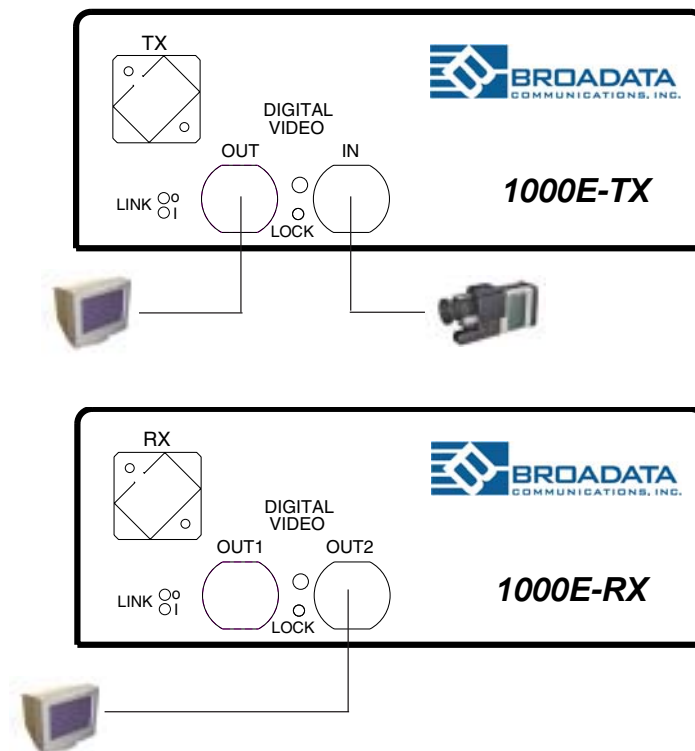 TX
BROADATA
COMMUNICATIONS, INC.
DIGITAL
VIDEO
OUT
IN
1000E-TX
LINK
O
I
LOCK
RX
BROADATA
COMMUNICATIONS, INC.
DIGITAL
VIDEO
OUT1
OUT2
1000E-RX
LINK
O
I
LOCK